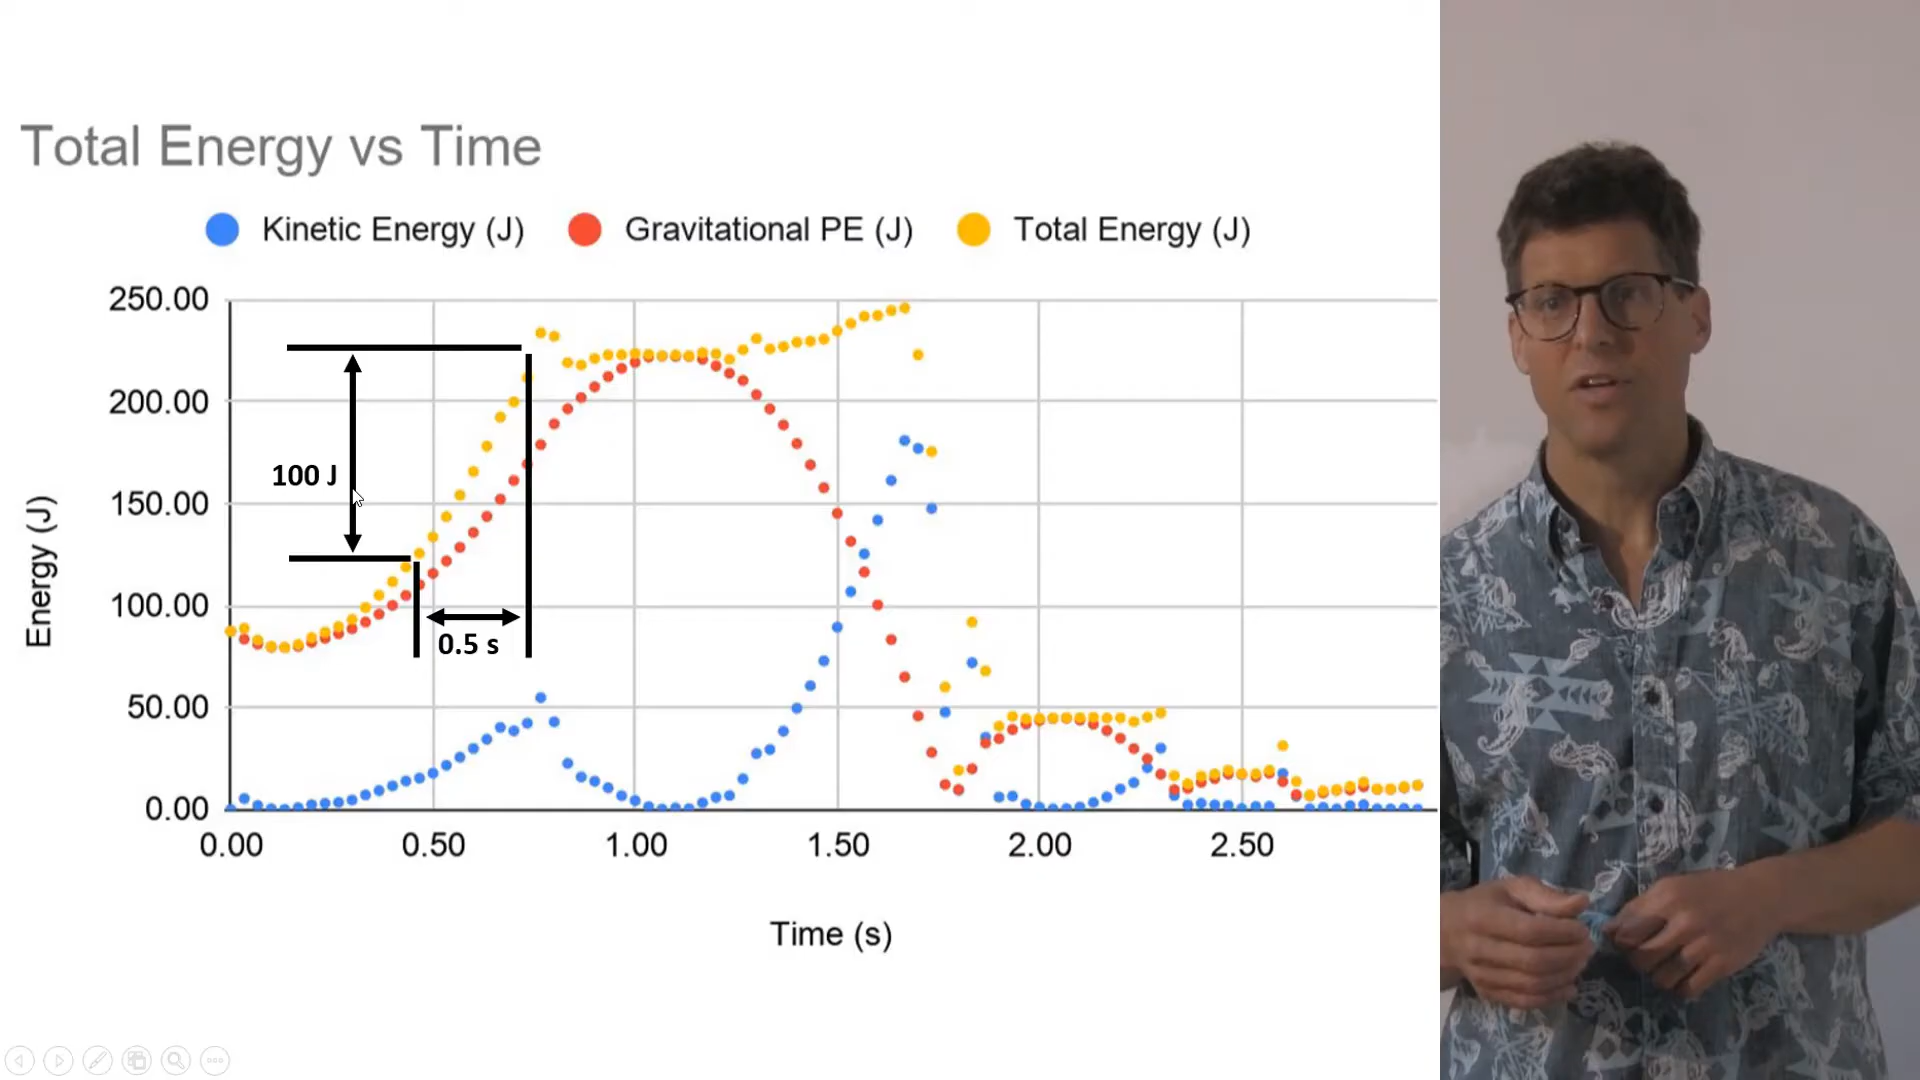 Total Energy vs Time
Kinetic Energy (J) Gravitational PE (J) Total Energy (J)
250.00
200.00
100 J
150.00
100.00
0.5 s
50.00
0.00
Energy (J)
0.00 0.50 1.00 1.50 2.00 2.50
Time (s)